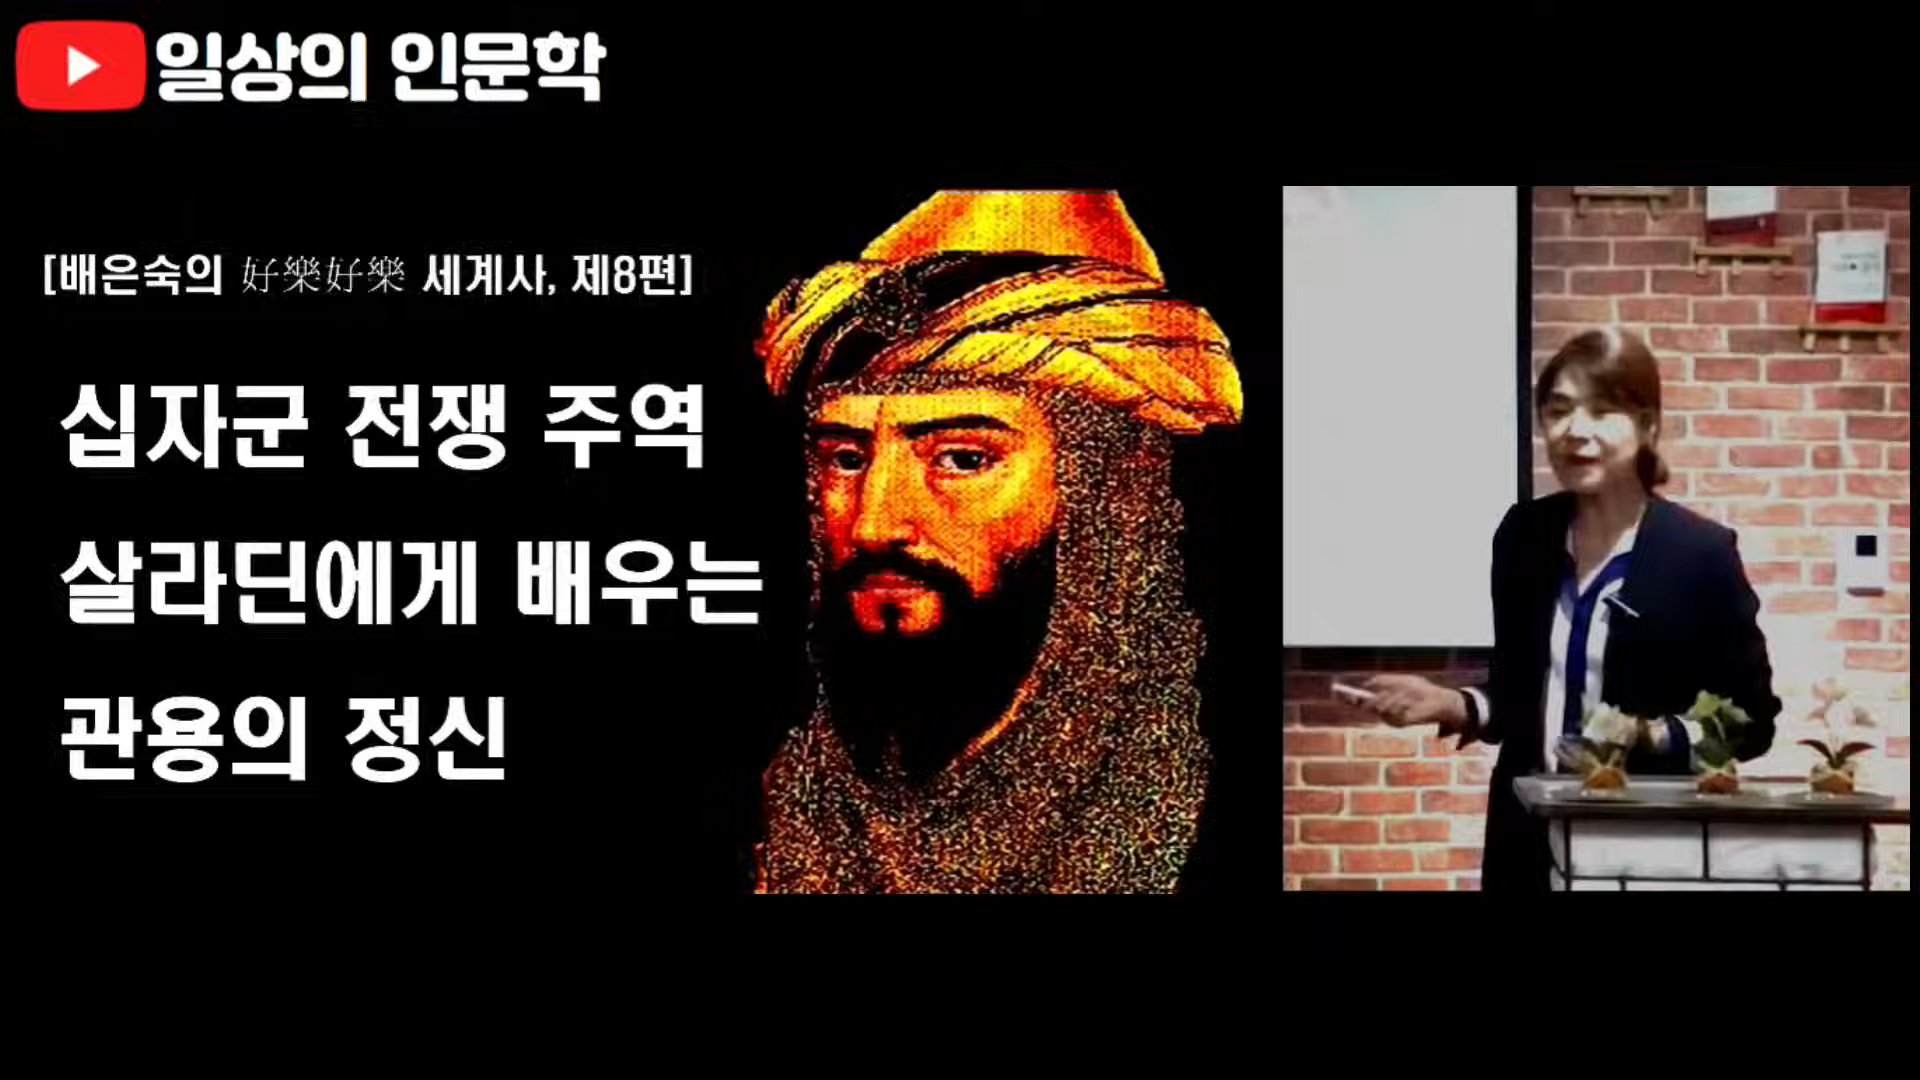 일상의 인문학
[배은숙의 好樂好樂 세계사, 제8편]
십자군 전쟁 주역
살라딘에게 배우는
관용의 정신